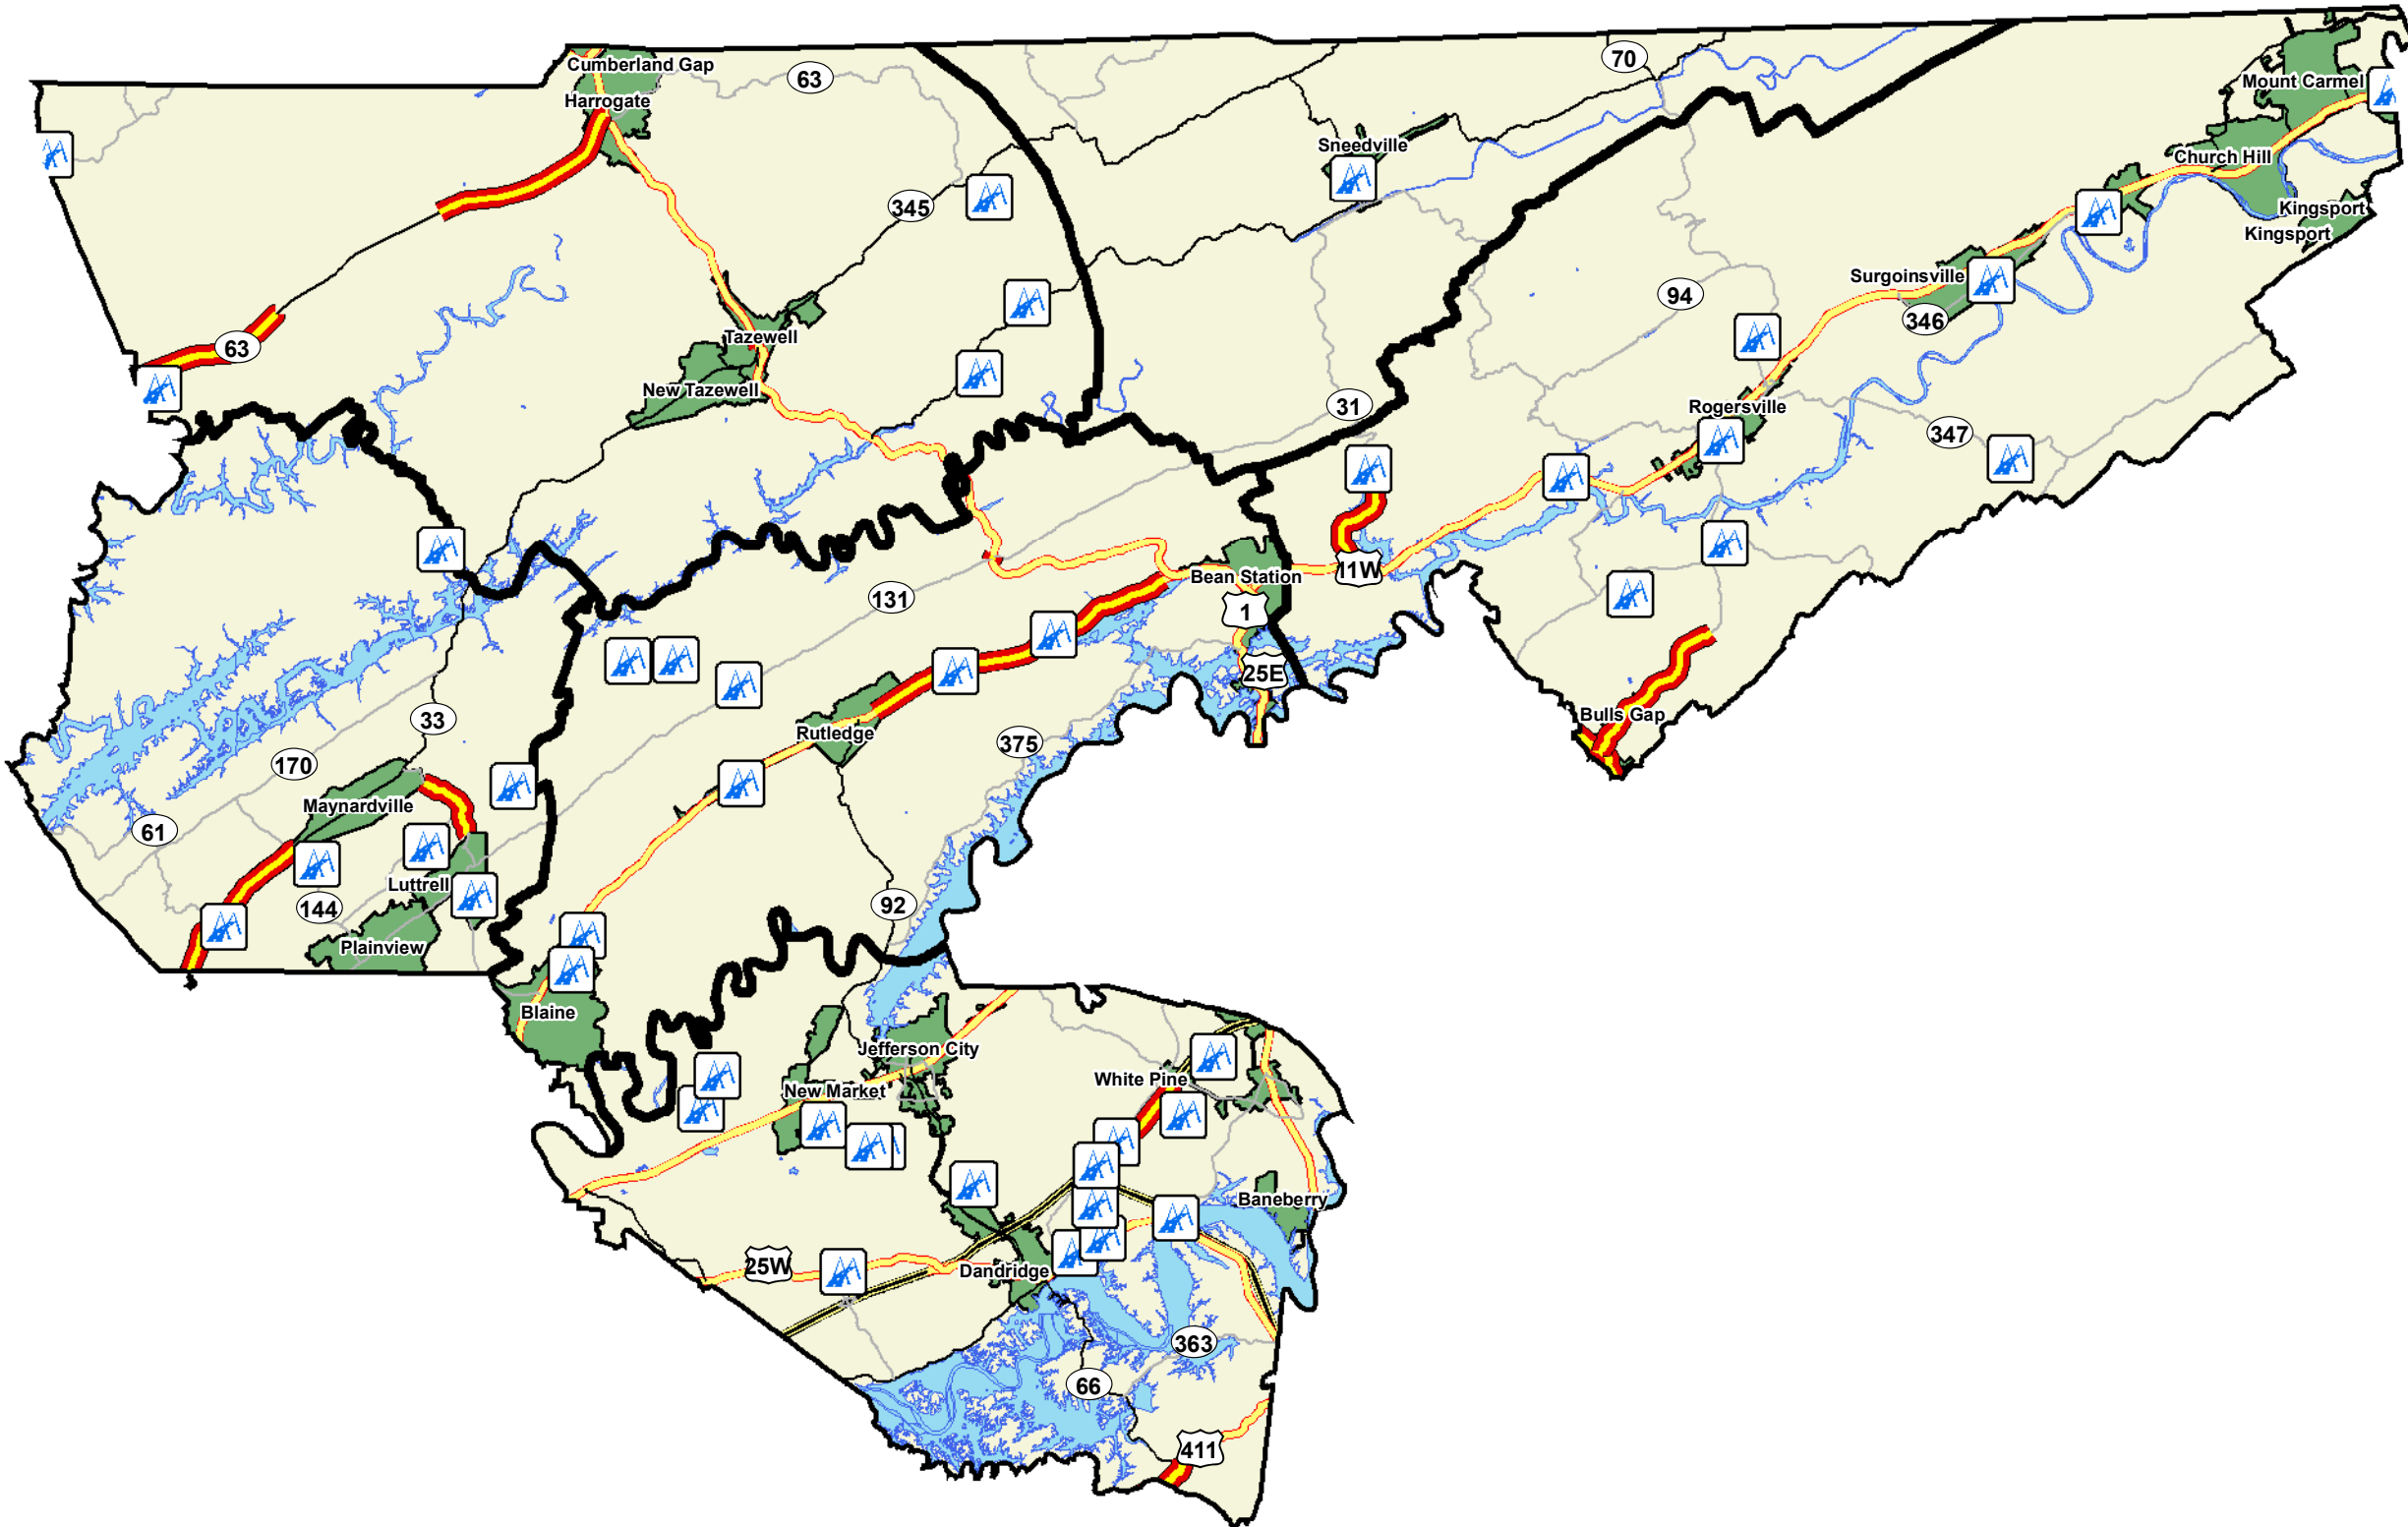 Cumberland Gap
63
70
Mount Carmel
Harrogate
Sneedville
Church Hill
345
Kingsport
Kingsport
Surgoinsville
94
346
Tazewell
63
New Tazewell
31
Rogersville
347
11W
Bean Station
131
1
25E
33
Bulls Gap
Rutledge
375
170
Maynardville
61
Luttrell
144
92
Plainview
Blaine
Jefferson City
White Pine
New Market
Baneberry
25W
Dandridge
363
66
411